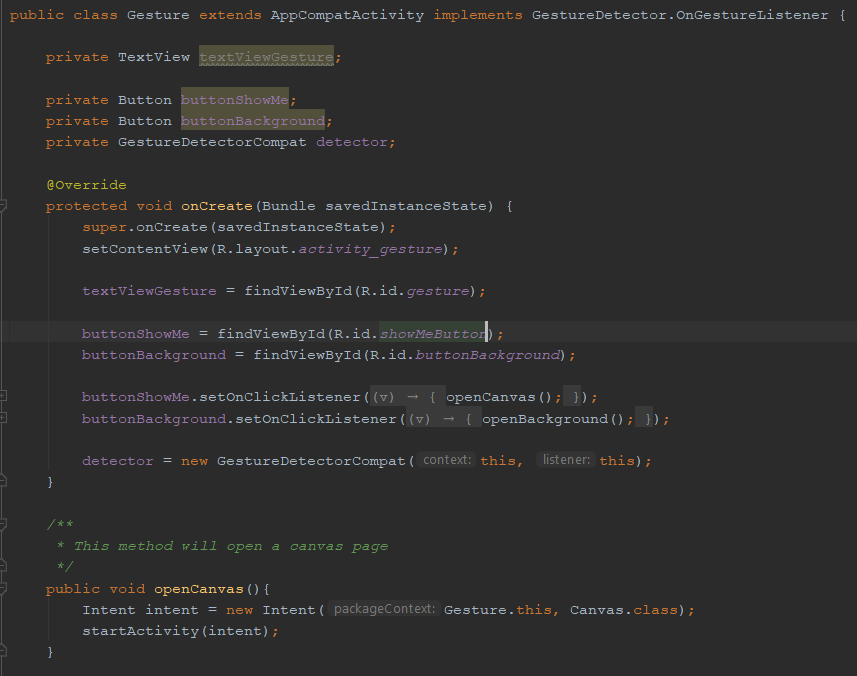 public class Gesture extends AppCompatActivity implements GestureDetector.OnGestureListener {
private TextView textViewGesture;
private Button buttonShowMe;
private Button buttonBackground;
private GestureDetectorCompat detector;
@Override
protected void onCreate(Bundle savedInstanceState) {
super.onCreate(savedInstanceState);
setContentView(R.layout.activity_gesture);
textViewGesture = findViewById(R.id.gesture);
buttonShowMe = findViewById(R.id.showMeButton);
buttonBackground = findViewById(R.id.buttonBackground);
buttonShowMe.setOnClickListener((v) → { openCanvas(); });
buttonBackground.setOnClickListener((v) → { openBackground(); });
detector = new GestureDetectorCompat( context: this, listener: this);
}
/**
* This method will open a canvas page
*/
public void openCanvas(){
Intent intent = new Intent( packageContext: Gesture.this, Canvas.class);
startActivity(intent);
}